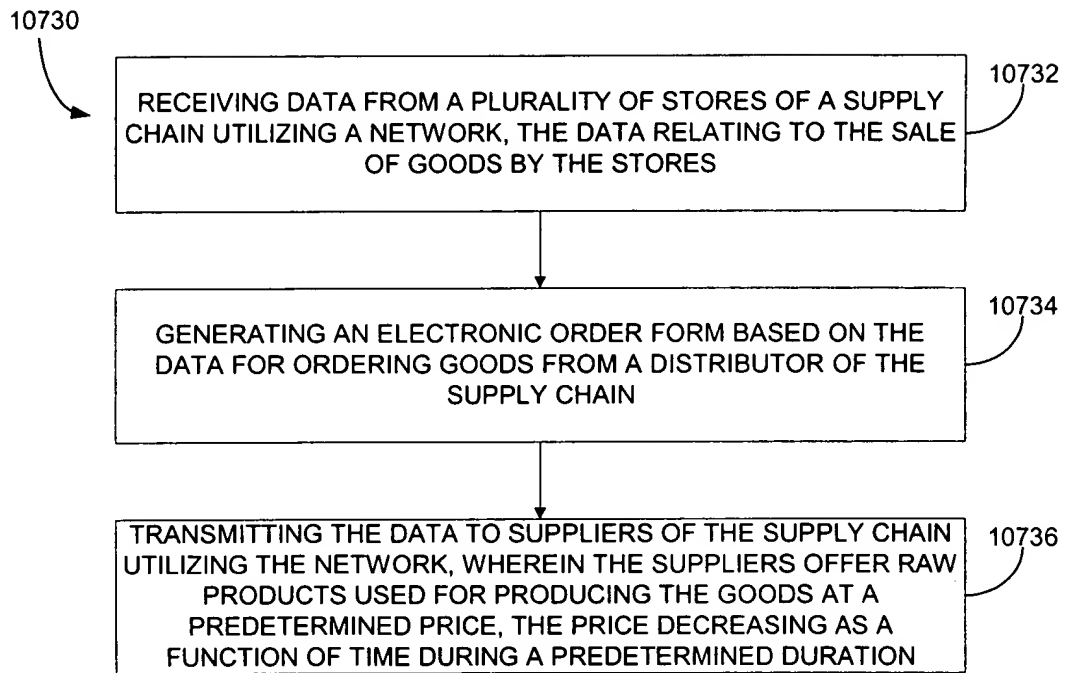 10730
10732
RECEIVING DATA FROM A PLURALITY OF STORES OF A SUPPLY
CHAIN UTILIZING A NETWORK, THE DATA RELATING TO THE SALE
OF GOODS BY THE STORES
10734
GENERATING AN ELECTRONIC ORDER FORM BASED ON THE
DATA FOR ORDERING GOODS FROM A DISTRIBUTOR OF THE
SUPPLY CHAIN
10736
TRANSMITTING THE DATA TO SUPPLIERS OF THE SUPPLY CHAIN
UTILIZING THE NETWORK, WHEREIN THE SUPPLIERS OFFER RAW
PRODUCTS USED FOR PRODUCING THE GOODS AT A
PREDETERMINED PRICE, THE PRICE DECREASING AS A
FUNCTION OF TIME DURING A PREDETERMINED DURATION